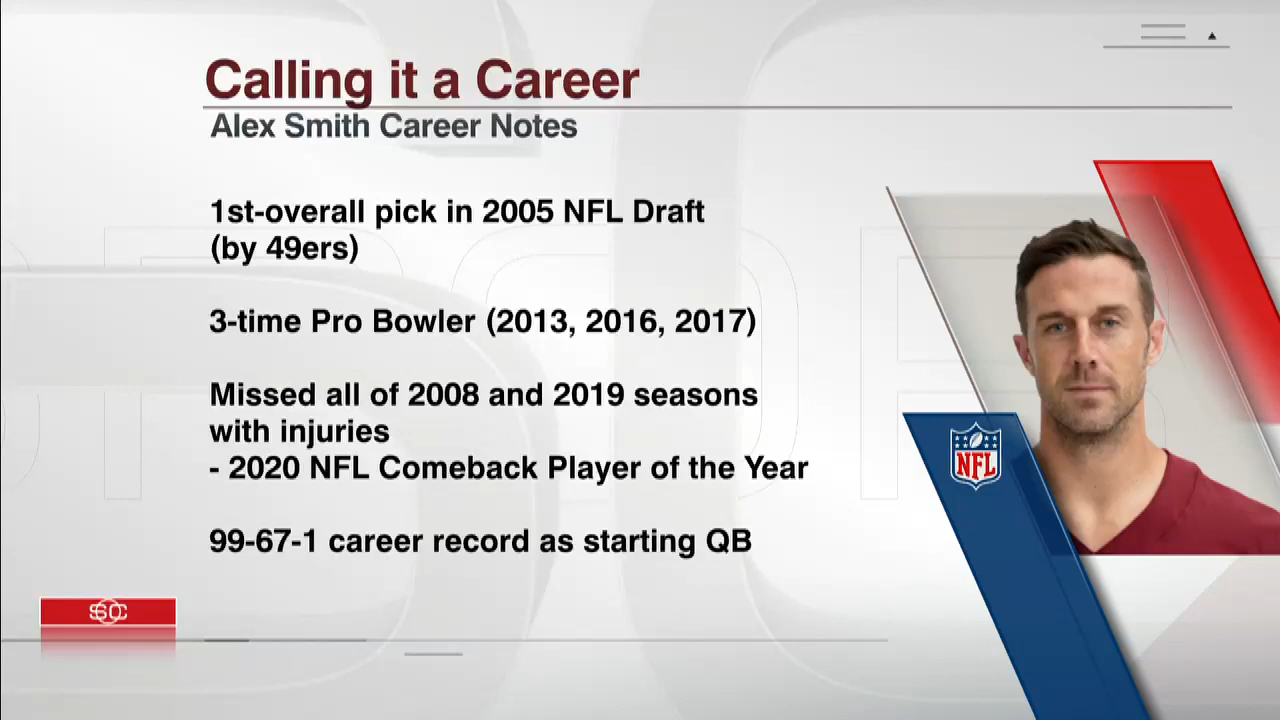 Calling it a Career
Alex Smith Career Notes
1st-overall pick in 2005 NFL Draft
(by 49ers)
3-time Pro Bowler (2013, 2016, 2017)
Missed all of 2008 and 2019 seasons
with injuries
- 2020 NFL Comeback Player of the Year
99-67-1 career record as starting QB
NFL
SC